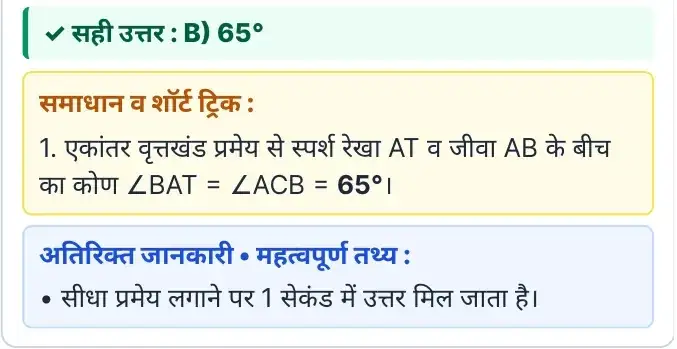 ✓ सही उत्तर : B) 65°
समाधान व शॉर्ट ट्रिक :
1. एकांतर वृत्तखंड प्रमेय से स्पर्श रेखा AT व जीवा AB के बीच
का कोण ∠BAT = ∠ACB = 65°।
अतिरिक्त जानकारी • महत्वपूर्ण तथ्य :
• सीधा प्रमेय लगाने पर 1 सेकंड में उत्तर मिल जाता है।